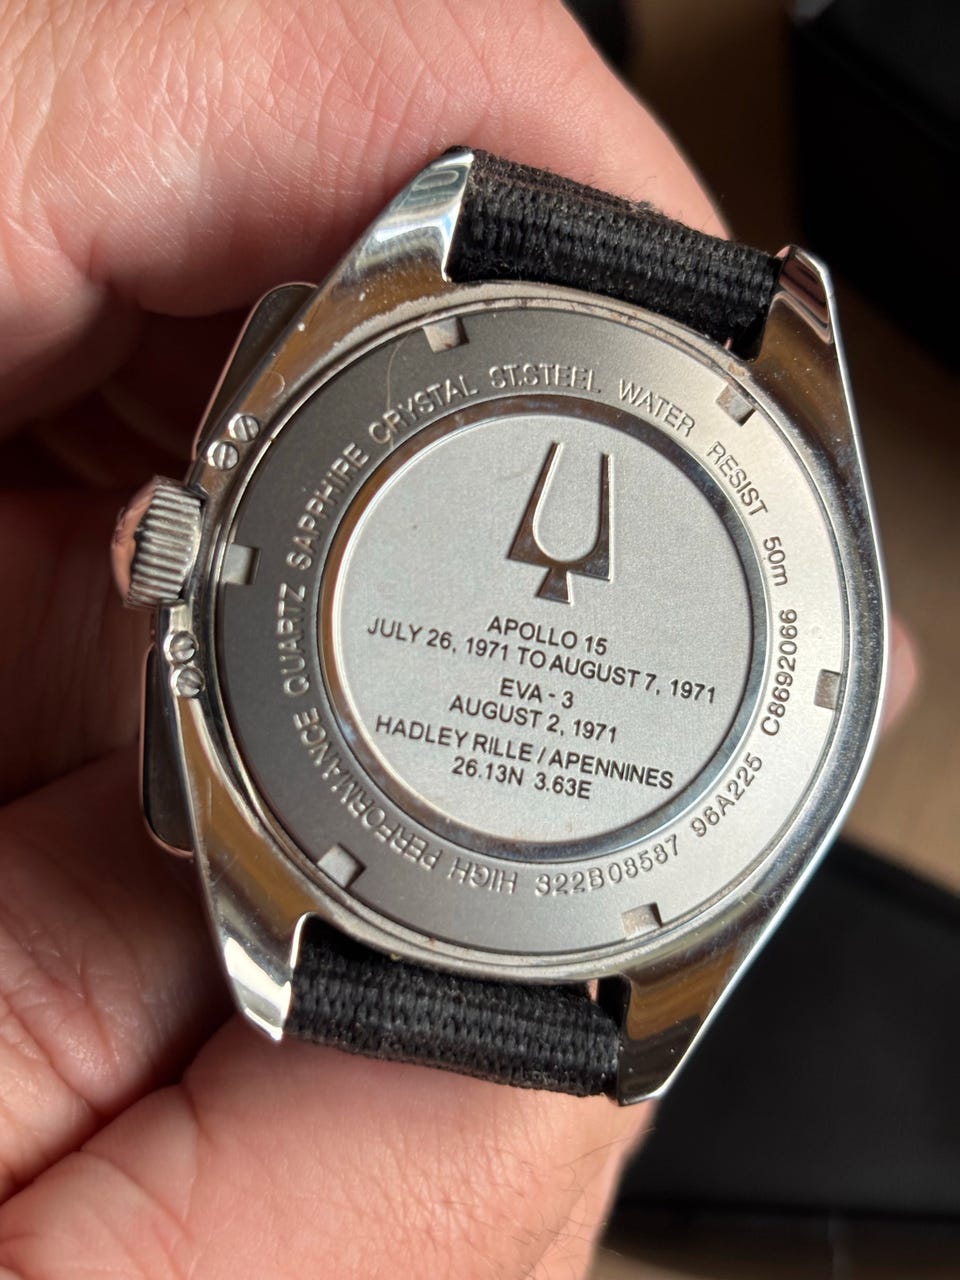 HIGH PERFORMANCE QUARTZ SAPPHIRE CRYSTAL ST.STEEL WATER RESIST 50m C8692066 96A225 322B03587
APOLLO 15
JULY 26, 1971 TO AUGUST 7, 1971
EVA - 3
AUGUST 2, 1971
HADLEY RILLE / APENNINES
26.13N 3.63E